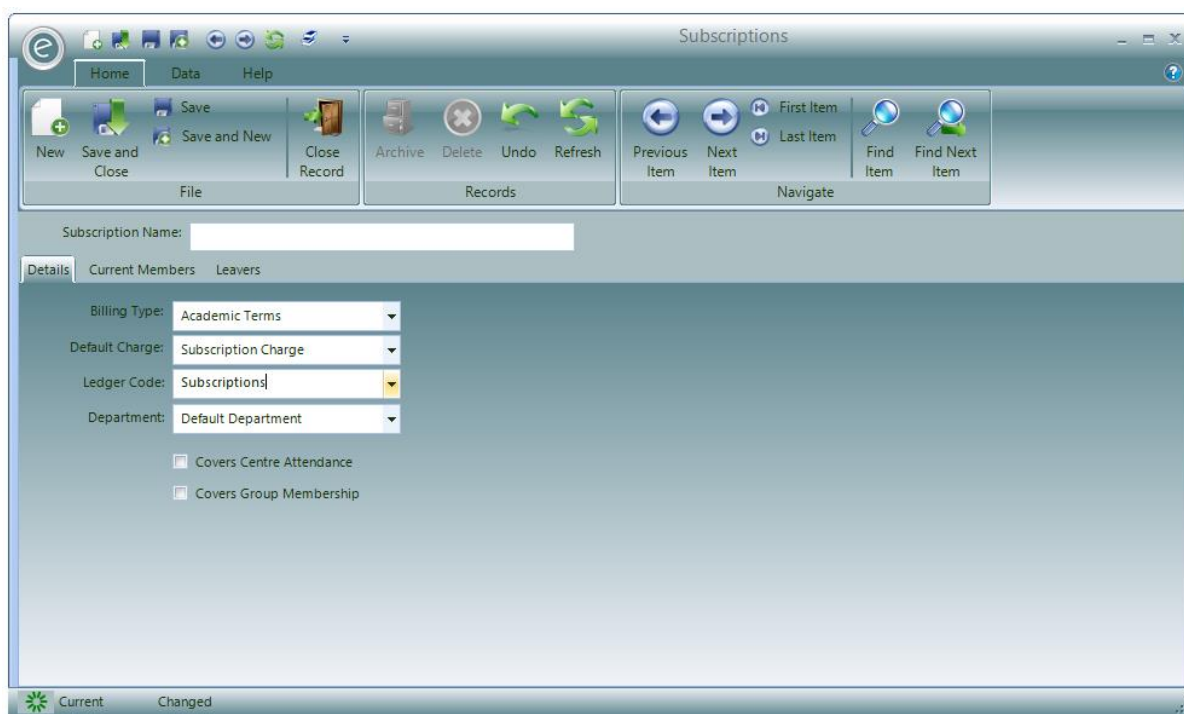 e
Subscriptions
Home Data Help
New
Save and Close
Save
Save and New
Close Record
File
Archive
Delete
Undo
Refresh
Records
Previous Item
Next Item
First Item
Last Item
Find Item
Find Next Item
Navigate
Subscription Name:
Details Current Members Leavers
Billing Type: Academic Terms
Default Charge: Subscription Charge
Ledger Code: Subscriptions
Department: Default Department
Covers Centre Attendance
Covers Group Membership
Current Changed